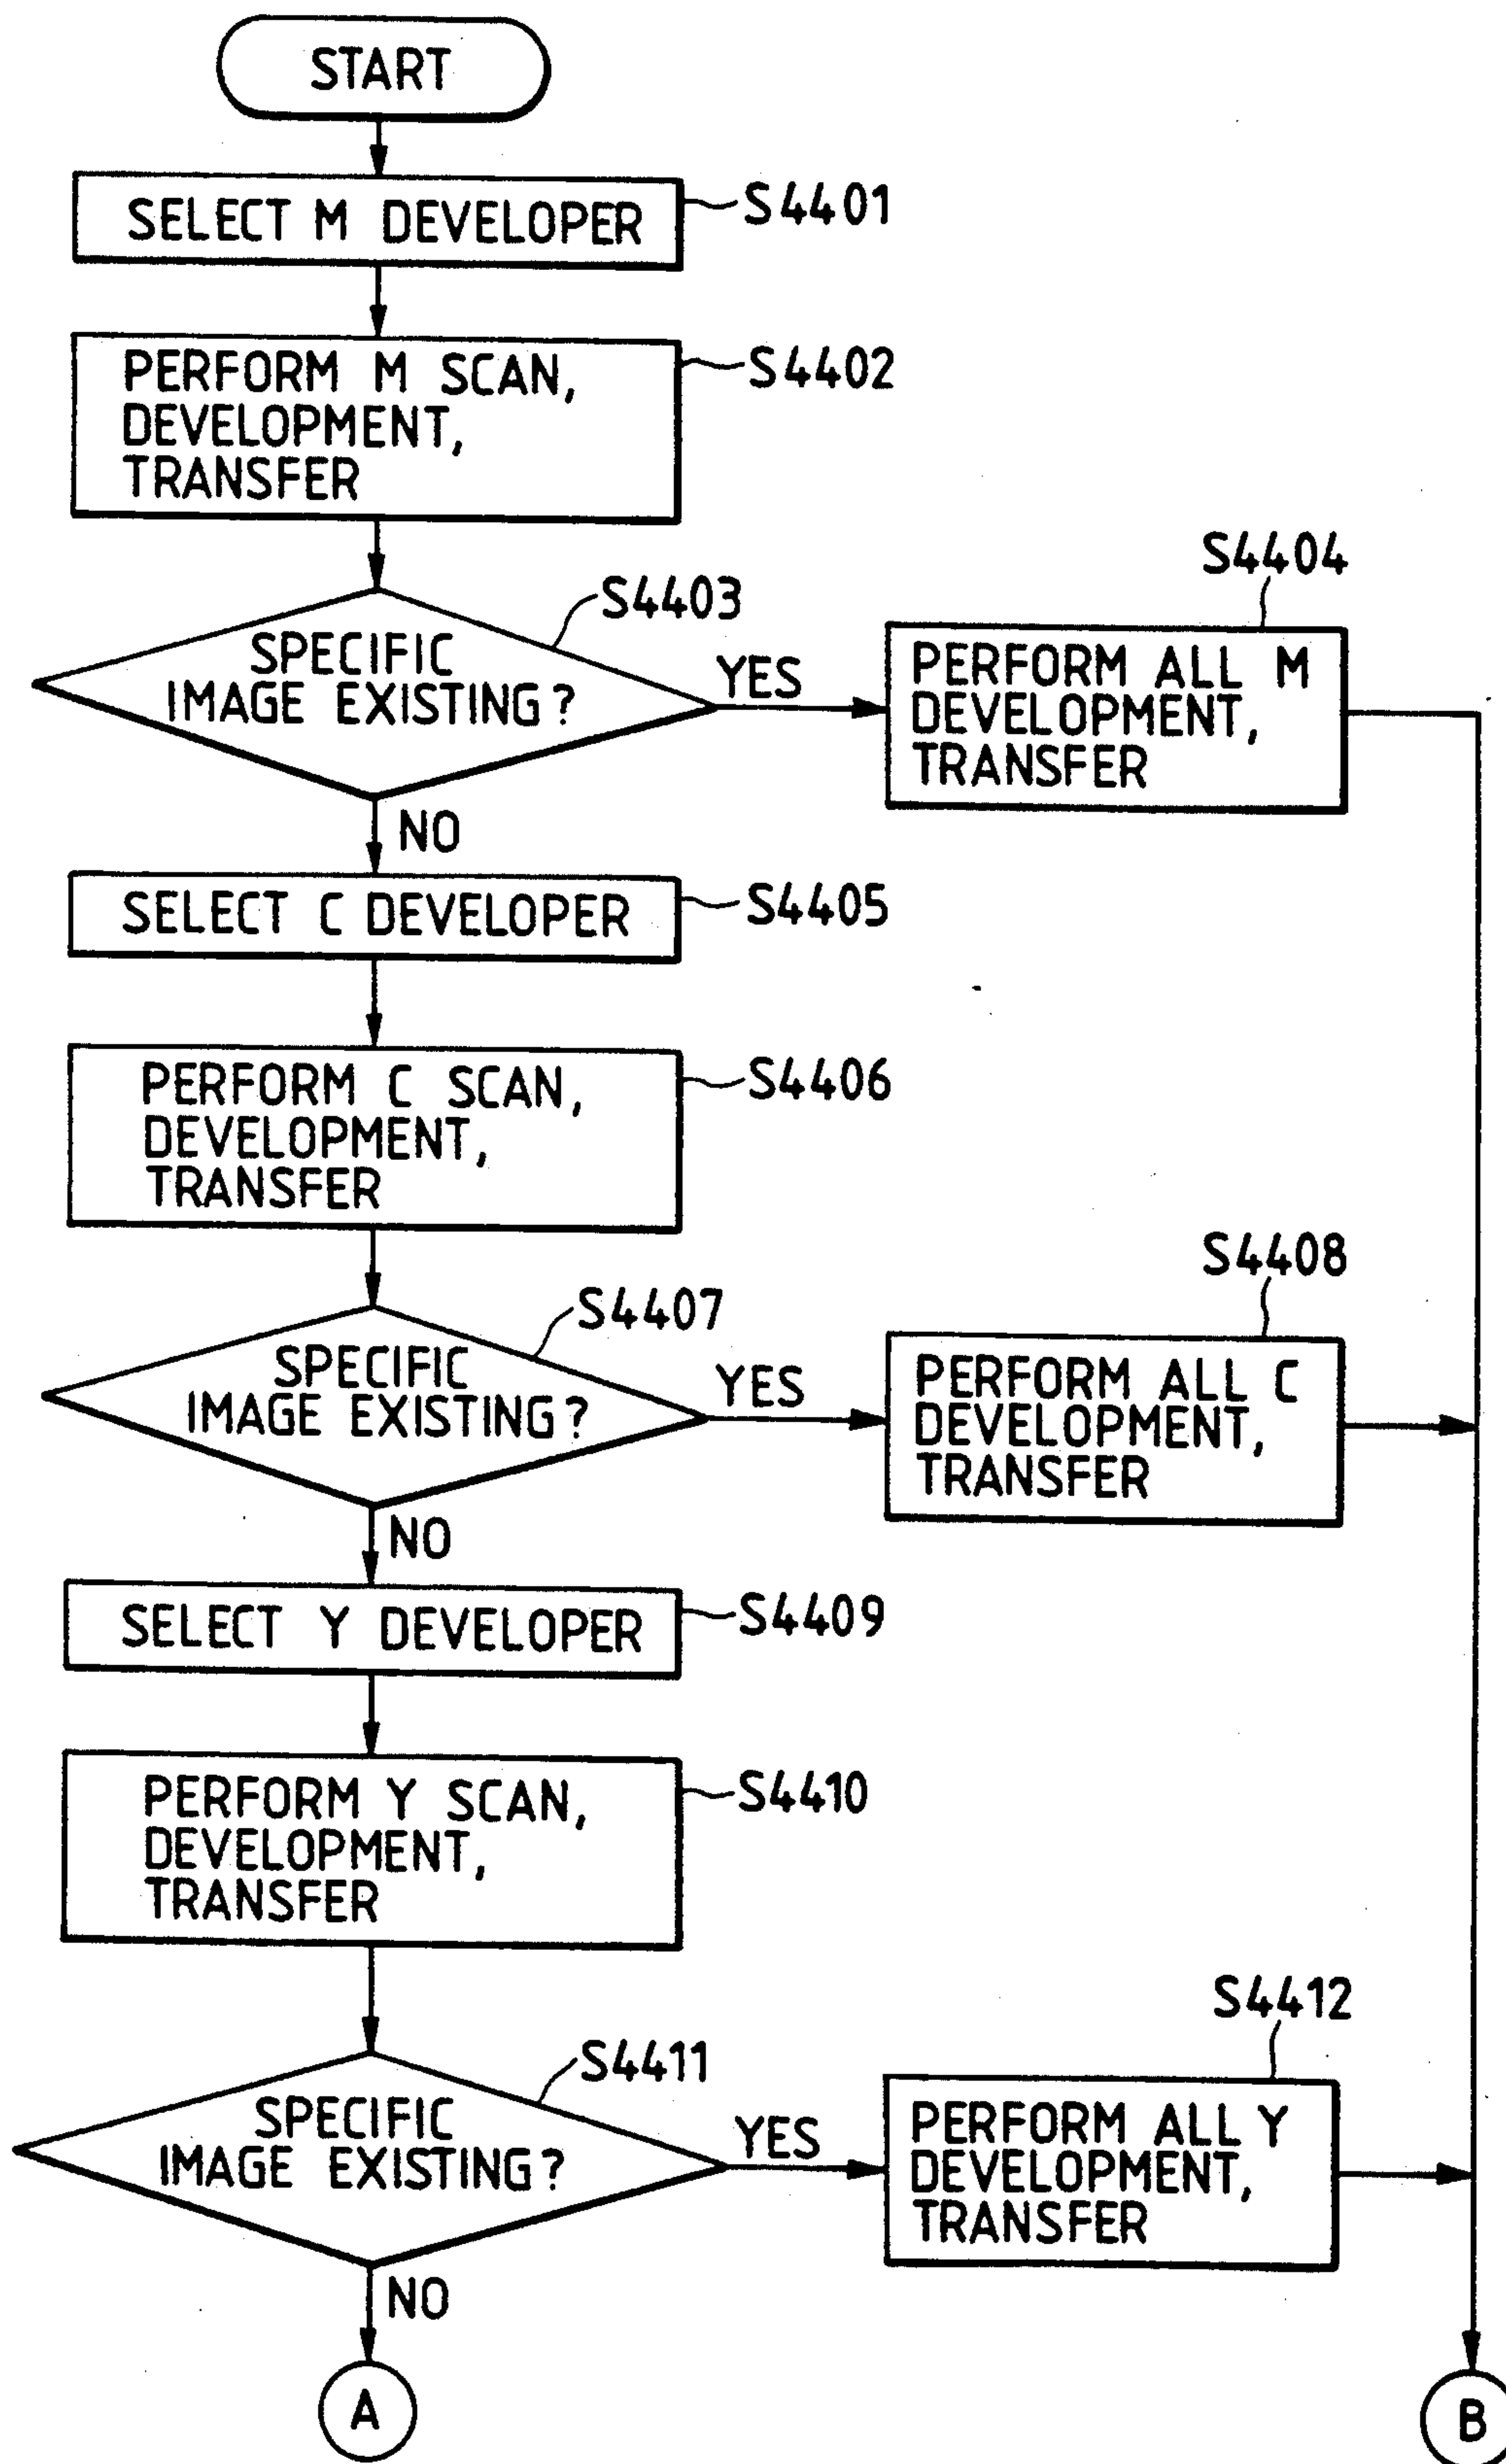 START
SELECT M DEVELOPER
S4401
PERFORM M SCAN,
DEVELOPMENT,
TRANSFER
S4402
SPECIFIC
IMAGE EXISTING?
S4403
YES
S4404
PERFORM ALL M
DEVELOPMENT,
TRANSFER
NO
SELECT C DEVELOPER
S4405
PERFORM C SCAN,
DEVELOPMENT,
TRANSFER
S4406
SPECIFIC
IMAGE EXISTING?
S4407
YES
S4408
PERFORM ALL C
DEVELOPMENT,
TRANSFER
NO
SELECT Y DEVELOPER
S4409
PERFORM Y SCAN,
DEVELOPMENT,
TRANSFER
S4410
SPECIFIC
IMAGE EXISTING?
S4411
YES
S4412
PERFORM ALL Y
DEVELOPMENT,
TRANSFER
NO
A
B